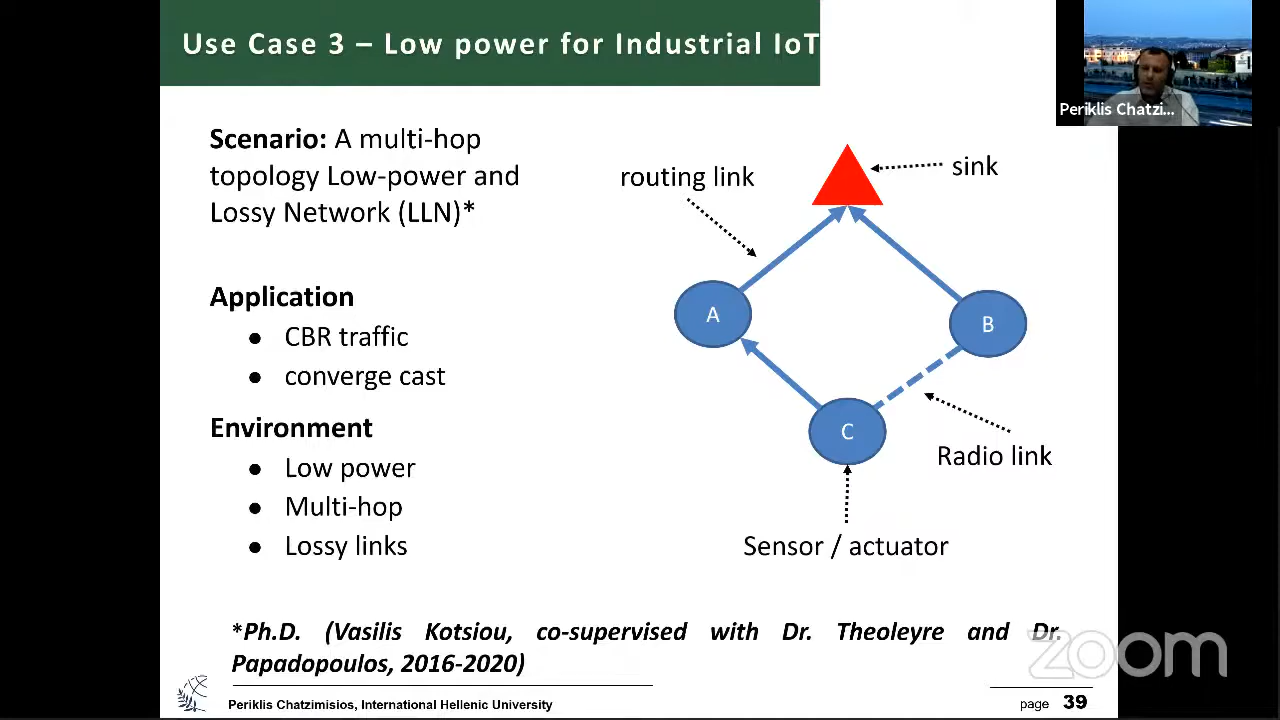 Use Case 3 – Low power for Industrial IoT
Periklis Chatzi...
Scenario: A multi-hop
topology Low-power and
Lossy Network (LLN)*
Application
● CBR traffic
● converge cast
Environment
● Low power
● Multi-hop
● Lossy links
routing link
sink
A
B
C
Radio link
Sensor / actuator
*Ph.D. (Vasilis Kotsiou, co-supervised with Dr. Theoleyre and Dr.
Papadopoulos, 2016-2020)
zoom
Periklis Chatzimisios, International Hellenic University
page 39